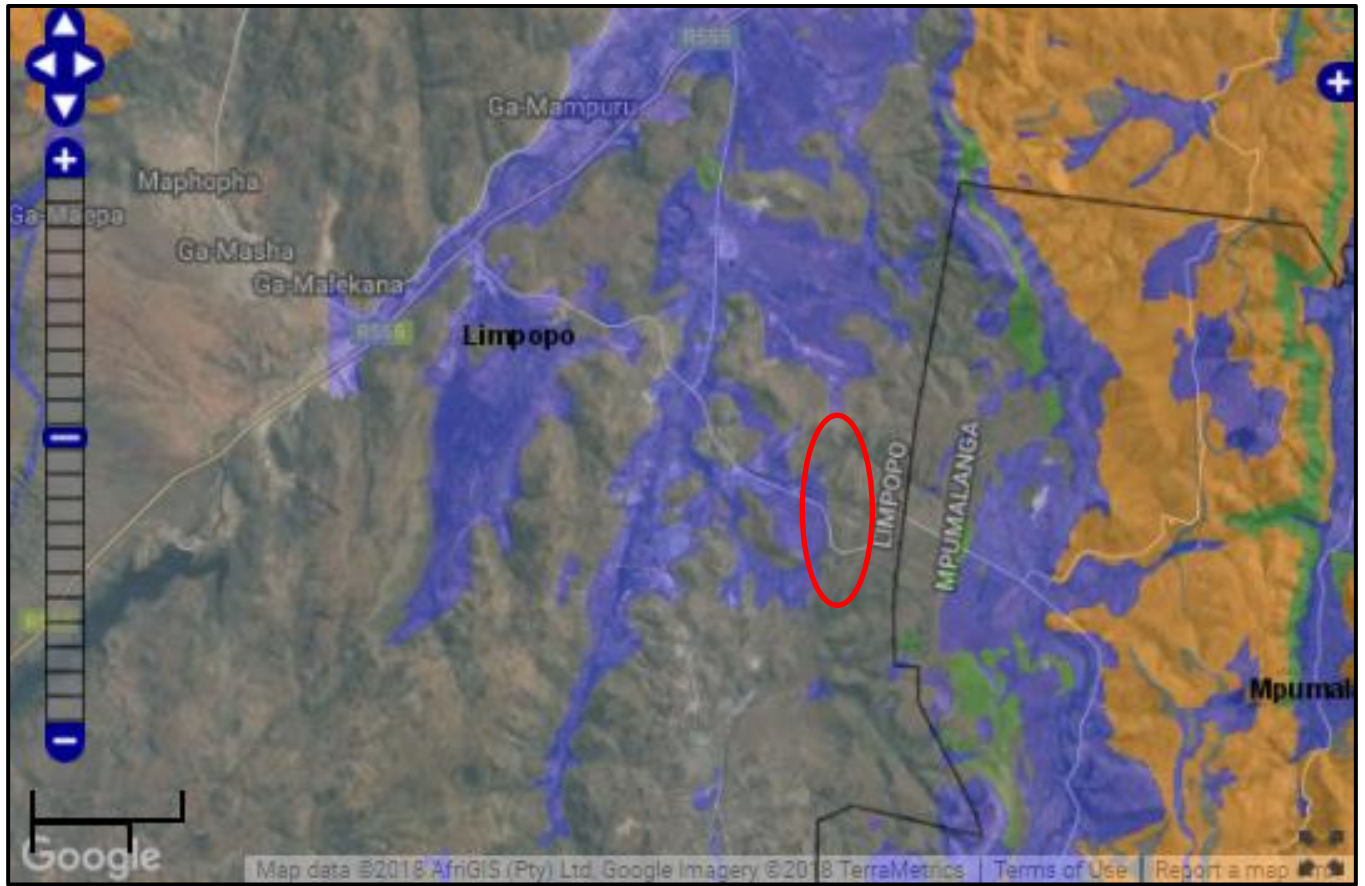 R555
Ga-Mampuru
Maphopha
Ga-Masha
Ga-Malekana
R555
Limpopo
LIMPOPO
MPUMALANGA
Google
Map data ©2018 AfriGIS (Pty) Ltd, Google Imagery ©2018 TerraMetrics
Terms of Use
Report a map